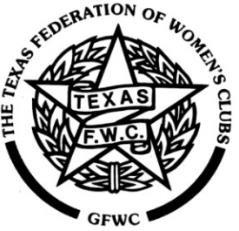 THE TEXAS FEDERATION OF WOMEN'S CLUBS
TEXAS
F.W.C.
GFWC